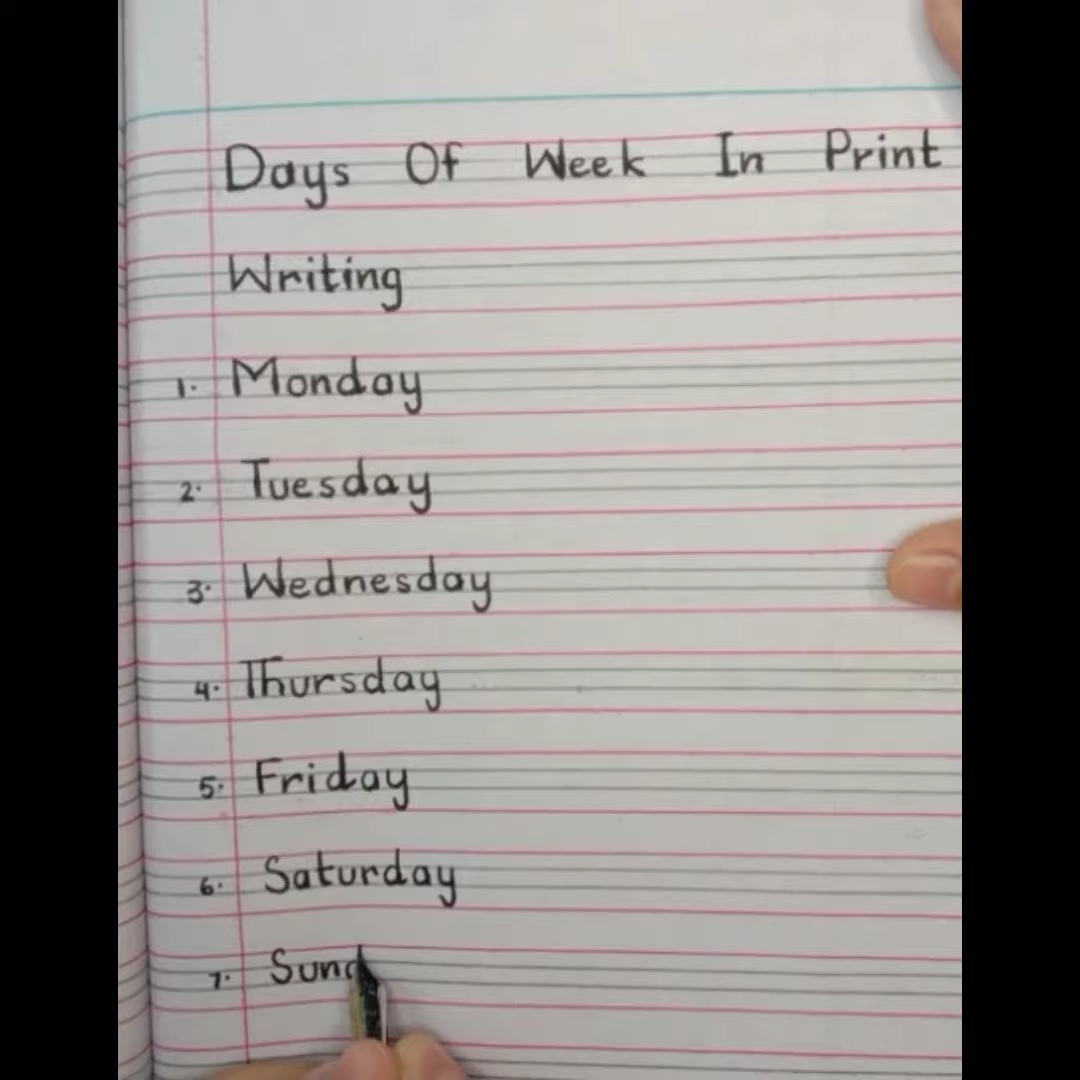 Days Of Week In Print
Writing
1. Monday
2. Tuesday
3. Wednesday
4. Thursday
5. Friday
6. Saturday
7. Sund